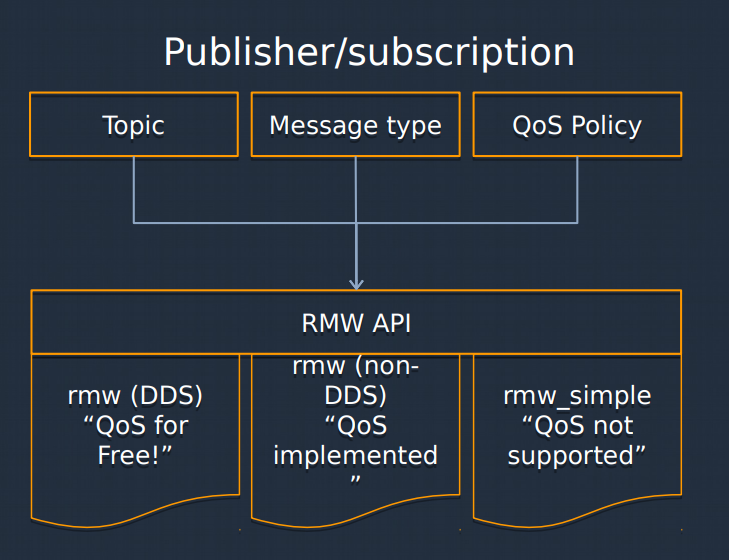 Publisher/subscription
Topic
Message type
QoS Policy
RMW API
rmw (DDS)
“QoS for
Free!”
rmw (non-
DDS)
“QoS
implemented
”
rmw_simple
“QoS not
supported”